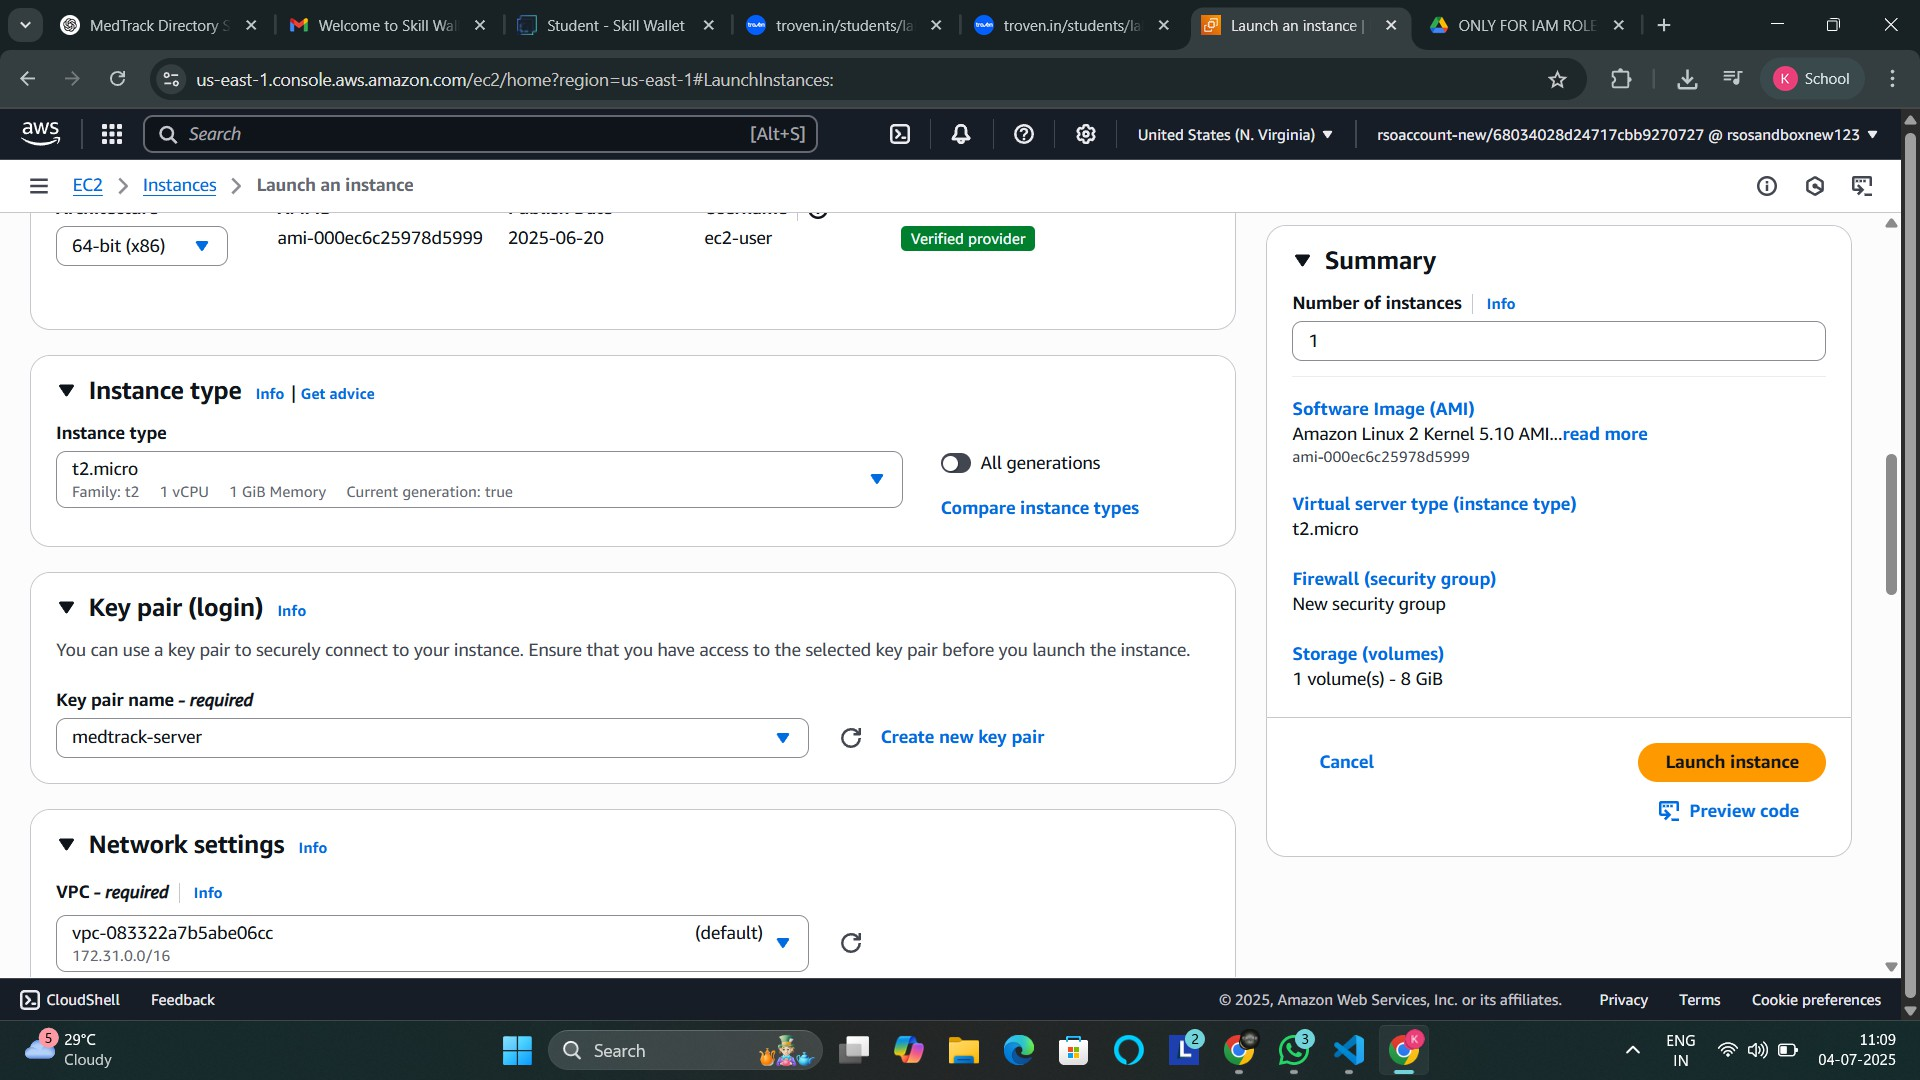 MedTrack Directory S
Welcome to Skill Wal
Student - Skill Wallet
troven.in/students/la
troven.in/students/la
Launch an instance |
ONLY FOR IAM ROLE
us-east-1.console.aws.amazon.com/ec2/home?region=us-east-1#LaunchInstances:
K School
aws
Search [Alt+S]
United States (N. Virginia)
rsoaccount-new/68034028d24717cbb9270727 @ rsosandboxnew123
EC2 > Instances > Launch an instance
64-bit (x86)
ami-000ec6c25978d5999
2025-06-20
ec2-user
Verified provider
Instance type Info | Get advice
Instance type
t2.micro
Family: t2 1 vCPU 1 GiB Memory Current generation: true
All generations
Compare instance types
Key pair (login) Info
You can use a key pair to securely connect to your instance. Ensure that you have access to the selected key pair before you launch the instance.
Key pair name - required
medtrack-server
Create new key pair
Network settings Info
VPC - required Info
vpc-083322a7b5abe06cc (default)
172.31.0.0/16
Summary
Number of instances Info
1
Software Image (AMI)
Amazon Linux 2 Kernel 5.10 AMI...read more
ami-000ec6c25978d5999
Virtual server type (instance type)
t2.micro
Firewall (security group)
New security group
Storage (volumes)
1 volume(s) - 8 GiB
Cancel
Launch instance
Preview code
CloudShell Feedback
© 2025, Amazon Web Services, Inc. or its affiliates. Privacy Terms Cookie preferences
5
29°C
Cloudy
Search
L 2
3
K
ENG
IN
11:09
04-07-2025